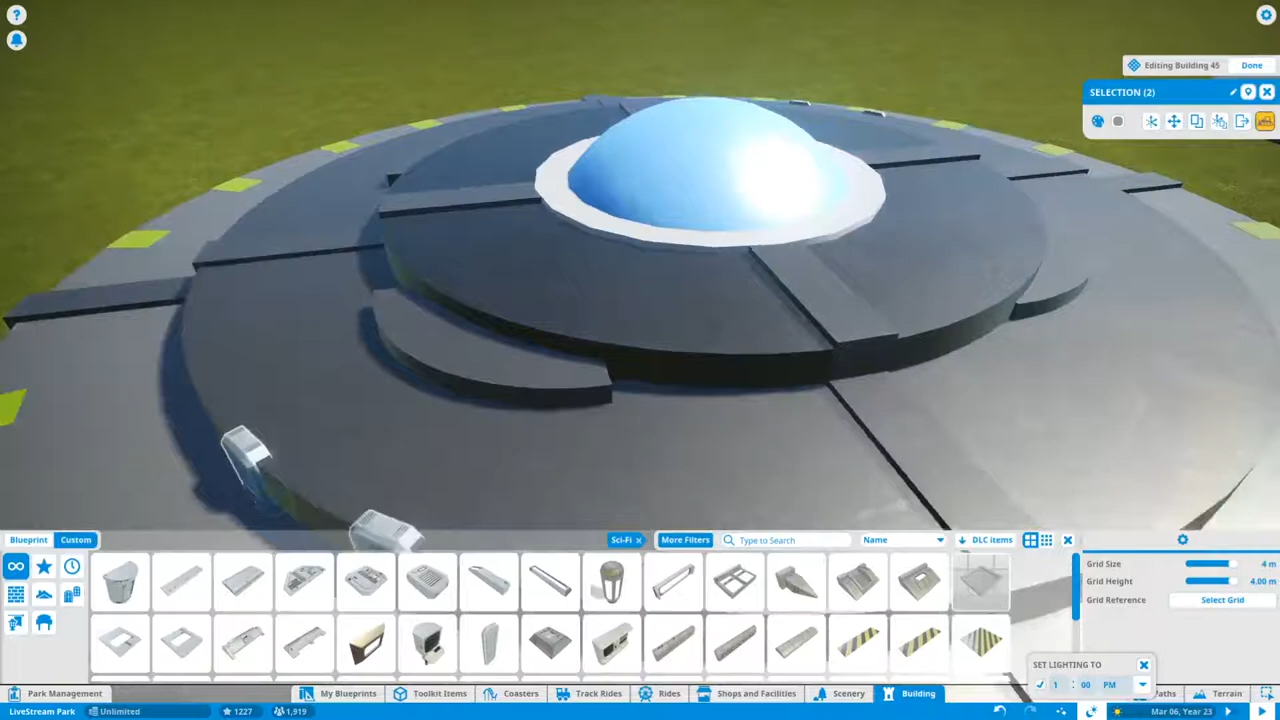 ?
Editing Building 45 Done
SELECTION (2)
Blueprint Custom
Sci-Fi × More Filters Type to Search Name DLC items
Grid Size 4 m
Grid Height 4.00 m
Grid Reference Select Grid
SET LIGHTING TO
1 : 00 PM
Park Management My Blueprints Toolkit Items Coasters Track Rides Rides Shops and Facilities Scenery Building Paths Terrain
LiveStream Park Unlimited 1227 1,919 Mar 06, Year 23